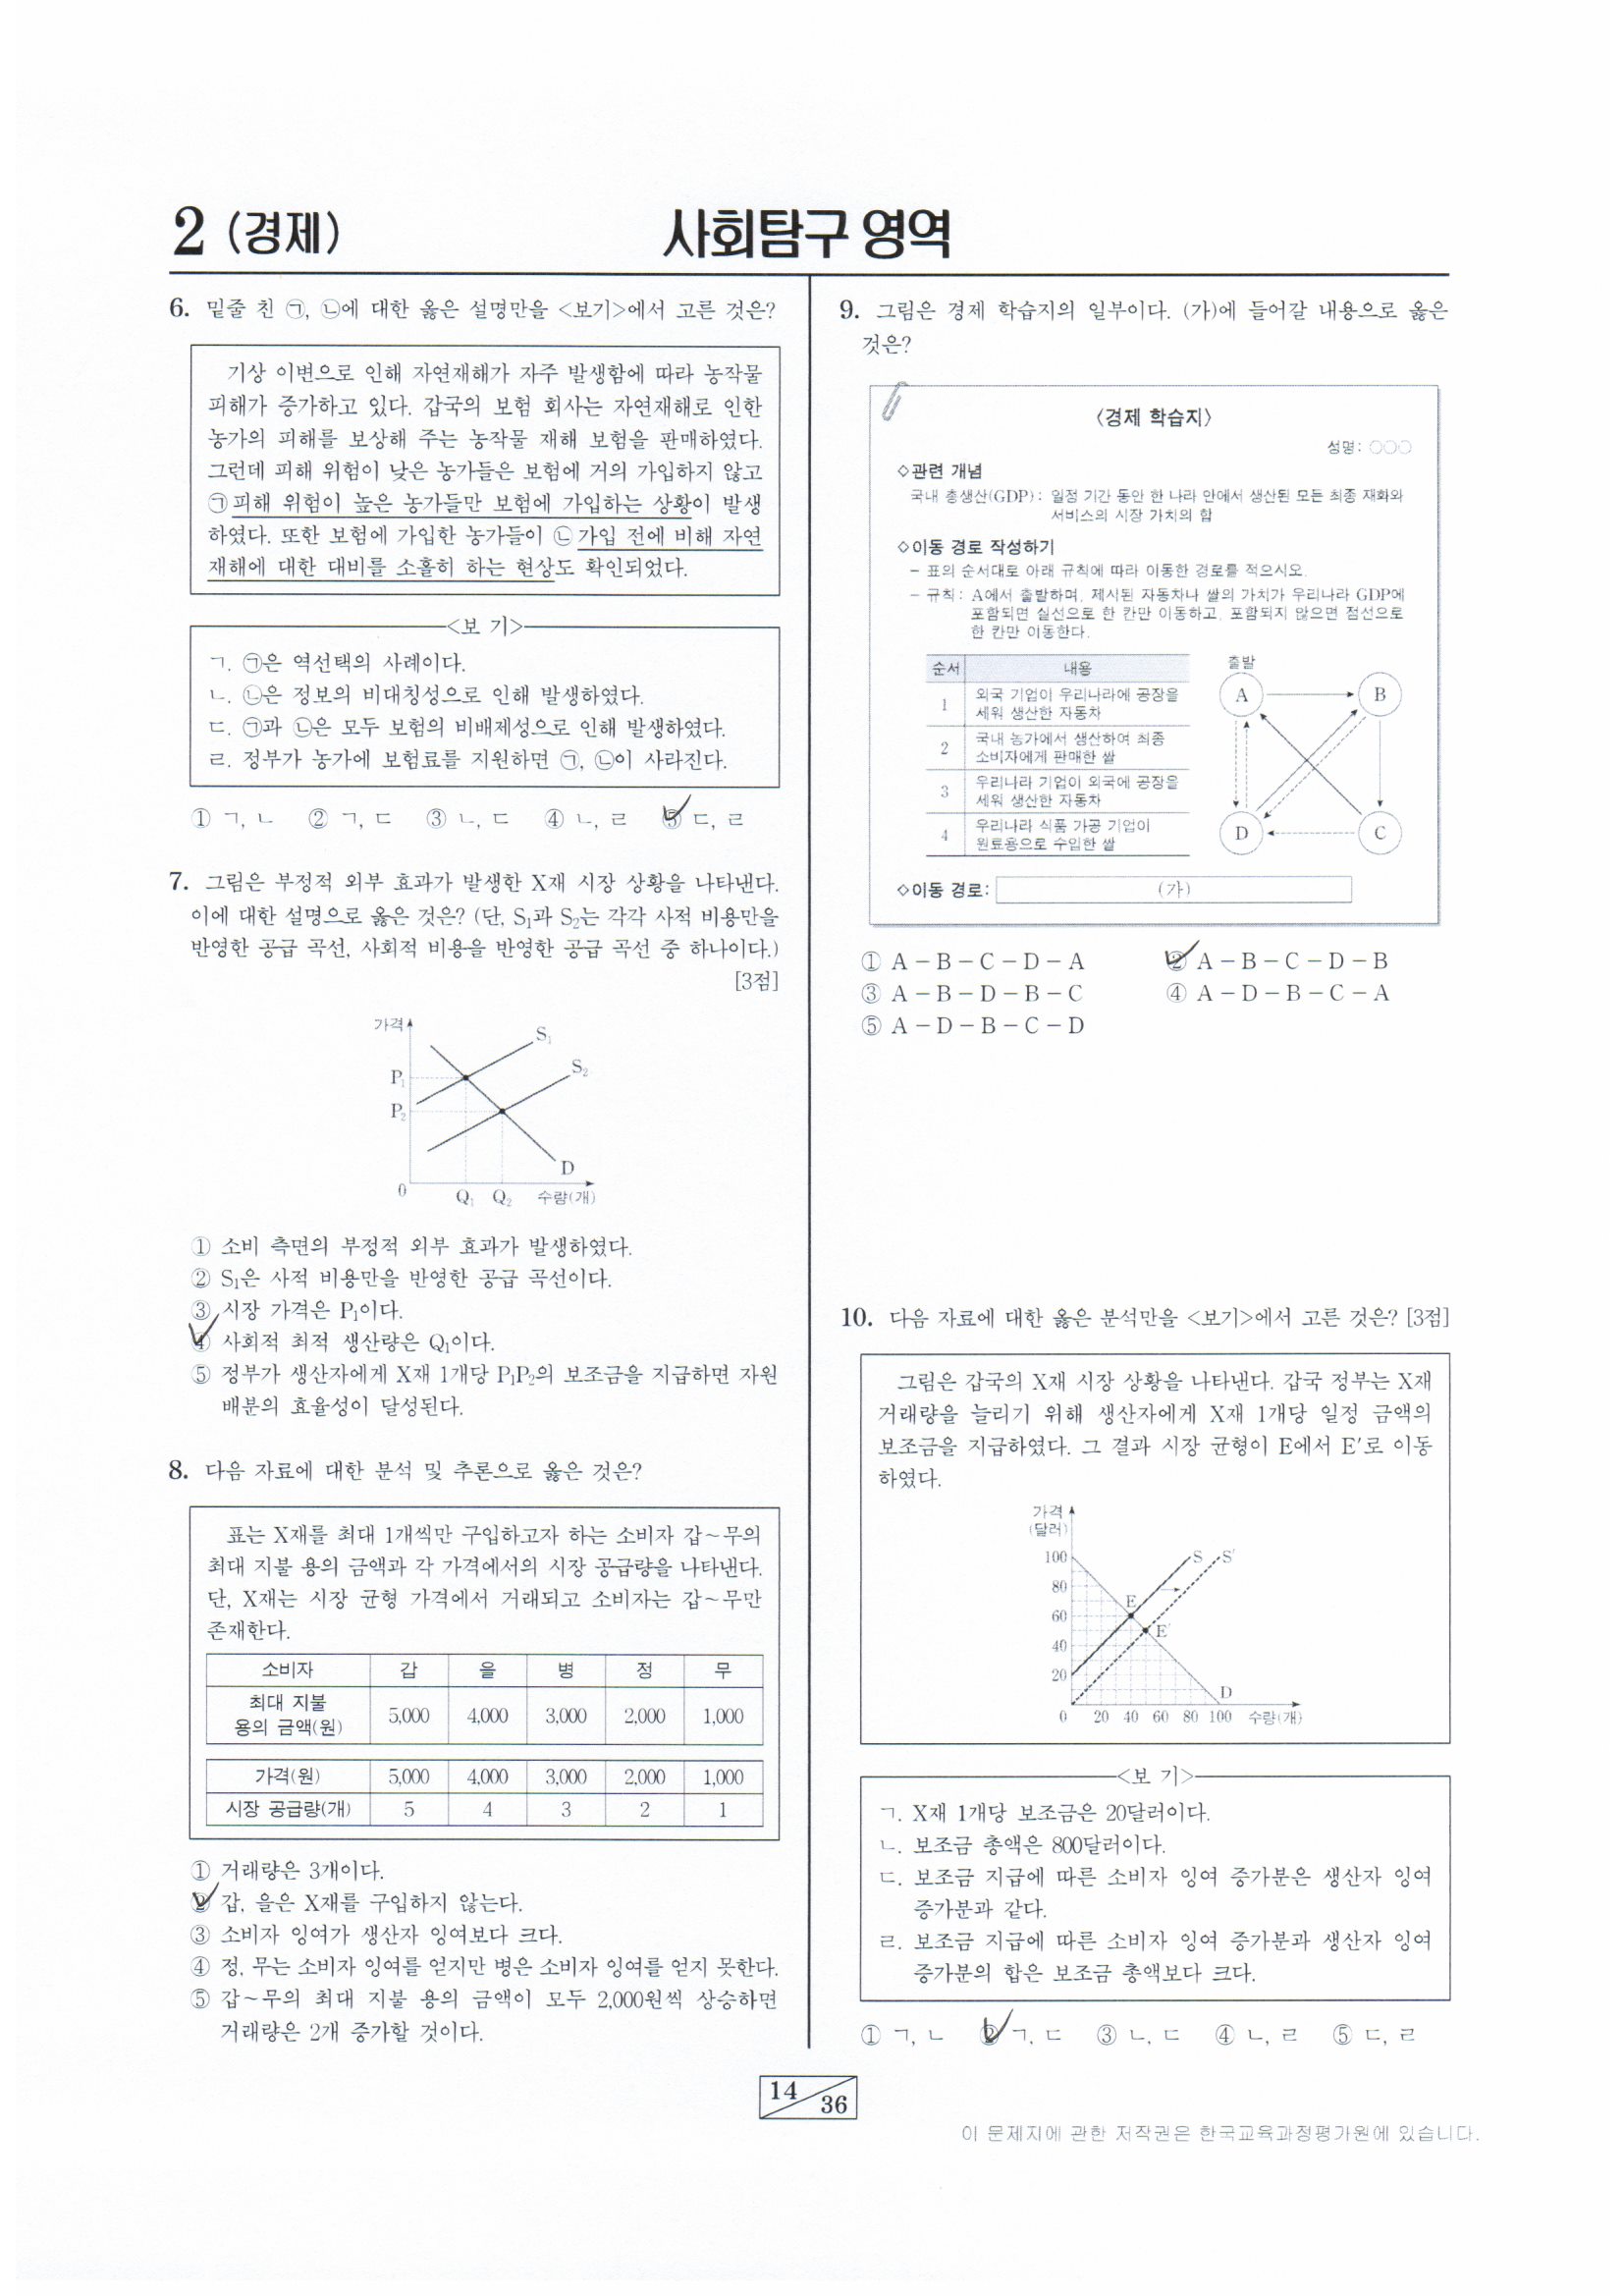 2 (경제)
사회탐구 영역
6. 밑줄 친 ㉠, ㉡에 대한 옳은 설명만을 <보기>에서 고른 것은?
기상 이변으로 인해 자연재해가 자주 발생함에 따라 농작물
피해가 증가하고 있다. 갑국의 보험 회사는 자연재해로 인한
농가의 피해를 보상해 주는 농작물 재해 보험을 판매하였다.
그런데 피해 위험이 낮은 농가들은 보험에 거의 가입하지 않고
㉠피해 위험이 높은 농가들만 보험에 가입하는 상황이 발생
하였다. 또한 보험에 가입한 농가들이 ㉡가입 전에 비해 자연
재해에 대한 대비를 소홀히 하는 현상도 확인되었다.
<보 기>
ㄱ. ㉠은 역선택의 사례이다.
ㄴ. ㉡은 정보의 비대칭성으로 인해 발생하였다.
ㄷ. ㉠과 ㉡은 모두 보험의 비배제성으로 인해 발생하였다.
ㄹ. 정부가 농가에 보험료를 지원하면 ㉠, ㉡이 사라진다.
① ㄱ, ㄴ ② ㄱ, ㄷ ③ ㄴ, ㄷ ④ ㄴ, ㄹ ⑤ ㄷ, ㄹ
7. 그림은 부정적 외부 효과가 발생한 X재 시장 상황을 나타낸다.
이에 대한 설명으로 옳은 것은? (단, S₁과 S₂는 각각 사적 비용만을
반영한 공급 곡선, 사회적 비용을 반영한 공급 곡선 중 하나이다.)
[3점]
가격
S₁
S₂
P₁
P₂
D
0 Q₁ Q₂ 수량(개)
① 소비 측면의 부정적 외부 효과가 발생하였다.
② S₁은 사적 비용만을 반영한 공급 곡선이다.
③ 시장 가격은 P₁이다.
④ 사회적 최적 생산량은 Q₁이다.
⑤ 정부가 생산자에게 X재 1개당 P₁P₂의 보조금을 지급하면 자원
배분의 효율성이 달성된다.
8. 다음 자료에 대한 분석 및 추론으로 옳은 것은?
표는 X재를 최대 1개씩만 구입하고자 하는 소비자 갑~무의
최대 지불 용의 금액과 각 가격에서의 시장 공급량을 나타낸다.
단, X재는 시장 균형 가격에서 거래되고 소비자는 갑~무만
존재한다.
소비자 갑 을 병 정 무
최대 지불
용의 금액(원) 5,000 4,000 3,000 2,000 1,000
가격(원) 5,000 4,000 3,000 2,000 1,000
시장 공급량(개) 5 4 3 2 1
① 거래량은 3개이다.
② 갑, 을은 X재를 구입하지 않는다.
③ 소비자 잉여가 생산자 잉여보다 크다.
④ 정, 무는 소비자 잉여를 얻지만 병은 소비자 잉여를 얻지 못한다.
⑤ 갑~무의 최대 지불 용의 금액이 모두 2,000원씩 상승하면
거래량은 2개 증가할 것이다.
9. 그림은 경제 학습지의 일부이다. (가)에 들어갈 내용으로 옳은
것은?
<경제 학습지>
성명: ○○○
◇관련 개념
국내 총생산(GDP): 일정 기간 동안 한 나라 안에서 생산된 모든 최종 재화와
서비스의 시장 가치의 합
◇이동 경로 작성하기
- 표의 순서대로 아래 규칙에 따라 이동한 경로를 적으시오.
- 규칙: A에서 출발하며, 제시된 자동차나 쌀의 가치가 우리나라 GDP에
포함되면 실선으로 한 칸만 이동하고, 포함되지 않으면 점선으로
한 칸만 이동한다.
순서 내용
1 외국 기업이 우리나라에 공장을
세워 생산한 자동차
2 국내 농가에서 생산하여 최종
소비자에게 판매한 쌀
3 우리나라 기업이 외국에 공장을
세워 생산한 자동차
4 우리나라 식품 가공 기업이
원료용으로 수입한 쌀
출발
A B
D C
◇이동 경로: (가)
① A-B-C-D-A ② A-B-C-D-B
③ A-B-D-B-C ④ A-D-B-C-A
⑤ A-D-B-C-D
10. 다음 자료에 대한 옳은 분석만을 <보기>에서 고른 것은? [3점]
그림은 갑국의 X재 시장 상황을 나타낸다. 갑국 정부는 X재
거래량을 늘리기 위해 생산자에게 X재 1개당 일정 금액의
보조금을 지급하였다. 그 결과 시장 균형이 E에서 E′로 이동
하였다.
가격
(달러)
100 S S′
80
E
60
E′
40
20
D
0 20 40 60 80 100 수량(개)
<보 기>
ㄱ. X재 1개당 보조금은 20달러이다.
ㄴ. 보조금 총액은 800달러이다.
ㄷ. 보조금 지급에 따른 소비자 잉여 증가분은 생산자 잉여
증가분과 같다.
ㄹ. 보조금 지급에 따른 소비자 잉여 증가분과 생산자 잉여
증가분의 합은 보조금 총액보다 크다.
① ㄱ, ㄴ ② ㄱ, ㄷ ③ ㄴ, ㄷ ④ ㄴ, ㄹ ⑤ ㄷ, ㄹ
14
36
이 문제지에 관한 저작권은 한국교육과정평가원에 있습니다.